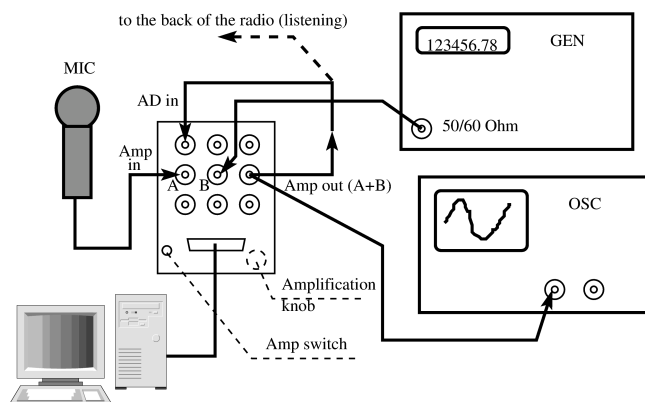 to the back of the radio (listening)
123456.78
GEN
MIC
AD in
50/60 Ohm
Amp
in
A
B
Amp out (A+B)
OSC
Amplification
knob
Amp switch